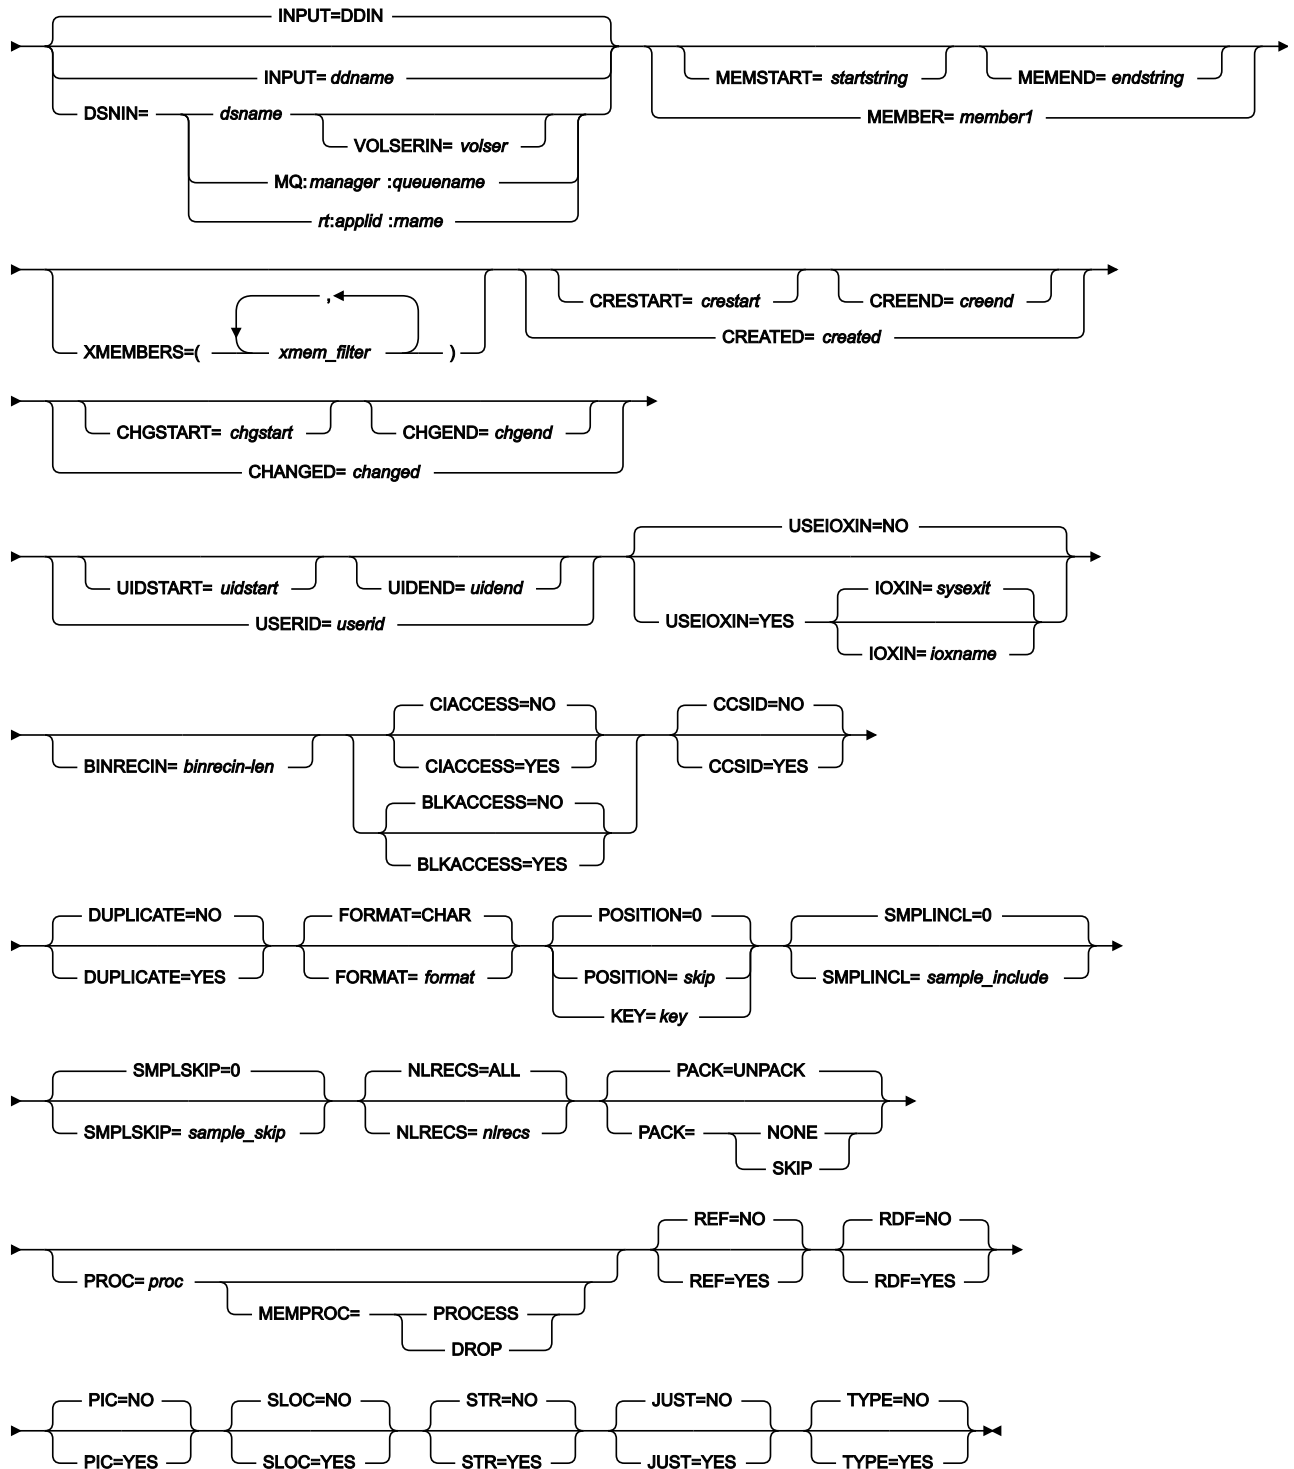 INPUT=DDIN
INPUT= ddname
DSNIN= dsname
VOLSERIN= volser
MQ:manager :queuename
rt:applid :rname
MEMSTART= startstring MEMEND= endstring
MEMBER= member1
,
XMEMBERS=( xmem_filter )
CRESTART= crestart CREEND= creend
CREATED= created
CHGSTART= chgstart CHGEND= chgend
CHANGED= changed
UIDSTART= uidstart UIDEND= uidend
USERID= userid
USEIOXIN=NO
USEIOXIN=YES
IOXIN= sysexit
IOXIN= ioxname
BINRECIN= binrecin-len
CIACCESS=NO
CIACCESS=YES
BLKACCESS=NO
BLKACCESS=YES
CCSID=NO
CCSID=YES
DUPLICATE=NO
DUPLICATE=YES
FORMAT=CHAR
FORMAT= format
POSITION=0
POSITION= skip
KEY= key
SMPLINCL=0
SMPLINCL= sample_include
SMPLSKIP=0
SMPLSKIP= sample_skip
NLRECS=ALL
NLRECS= nlrecs
PACK=UNPACK
PACK= NONE
SKIP
PROC= proc
MEMPROC= PROCESS
DROP
REF=NO
REF=YES
RDF=NO
RDF=YES
PIC=NO
PIC=YES
SLOC=NO
SLOC=YES
STR=NO
STR=YES
JUST=NO
JUST=YES
TYPE=NO
TYPE=YES